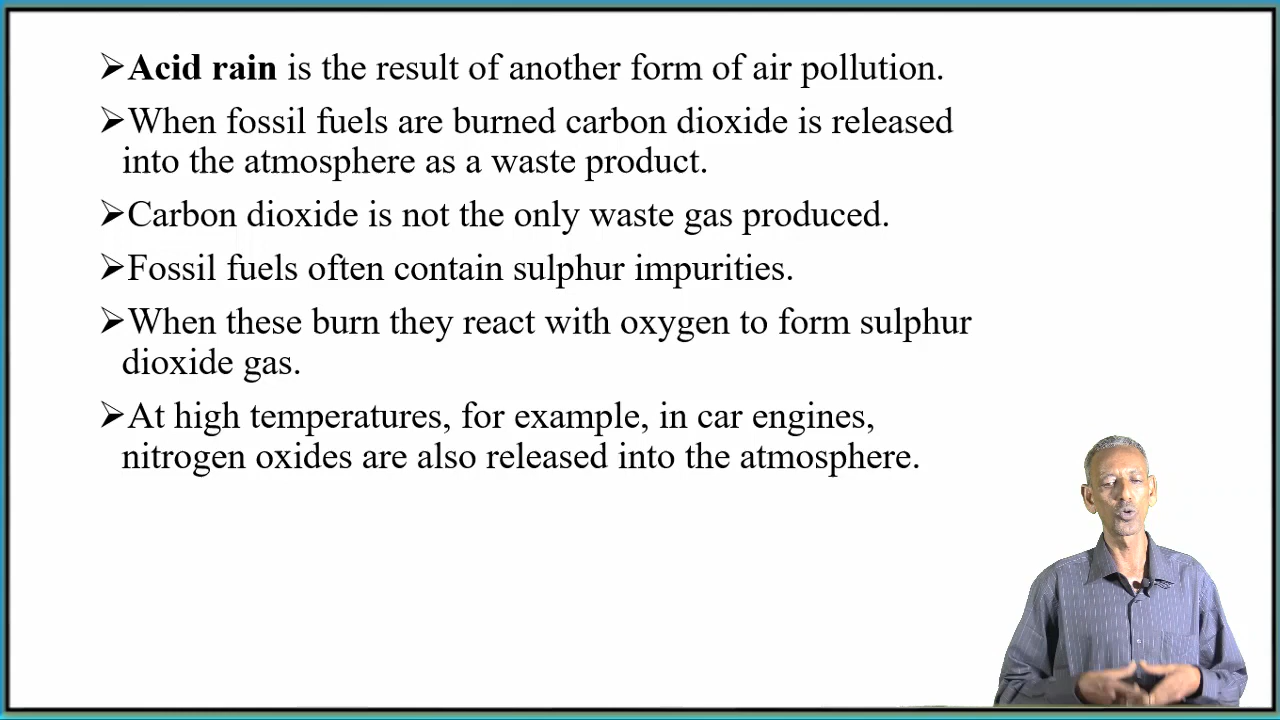 ➢Acid rain is the result of another form of air pollution.
➢When fossil fuels are burned carbon dioxide is released
into the atmosphere as a waste product.
➢Carbon dioxide is not the only waste gas produced.
➢Fossil fuels often contain sulphur impurities.
➢When these burn they react with oxygen to form sulphur
dioxide gas.
➢At high temperatures, for example, in car engines,
nitrogen oxides are also released into the atmosphere.